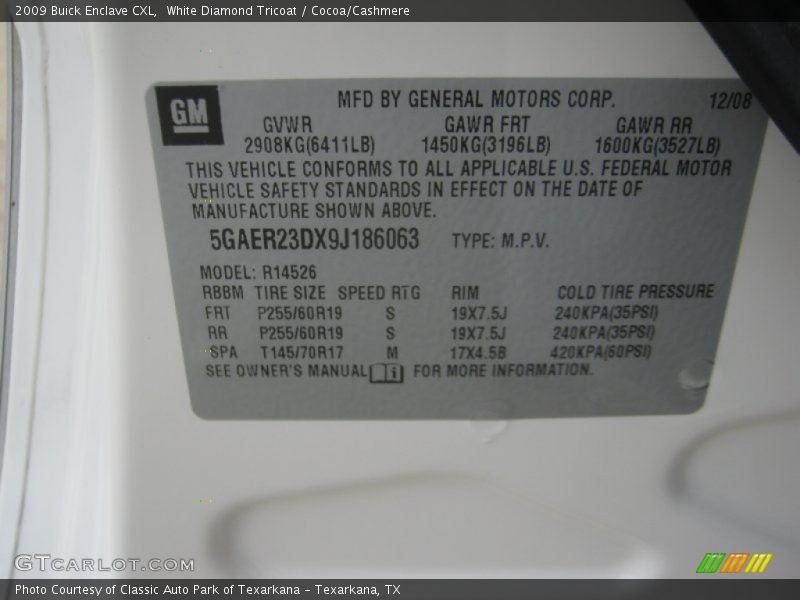 2009 Buick Enclave CXL,  White Diamond Tricoat / Cocoa/Cashmere
GM
MFD BY GENERAL MOTORS CORP. 12/08
GVWR GAWR FRT GAWR RR
2908KG(6411LB) 1450KG(3196LB) 1600KG(3527LB)
THIS VEHICLE CONFORMS TO ALL APPLICABLE U.S. FEDERAL MOTOR
VEHICLE SAFETY STANDARDS IN EFFECT ON THE DATE OF
MANUFACTURE SHOWN ABOVE.
5GAER23DX9J186063 TYPE: M.P.V.
MODEL: R14526
RBBM TIRE SIZE SPEED RTG RIM COLD TIRE PRESSURE
FRT P255/60R19 S 19X7.5J 240KPA(35PSI)
RR P255/60R19 S 19X7.5J 240KPA(35PSI)
SPA T145/70R17 M 17X4.5B 420KPA(60PSI)
SEE OWNER'S MANUAL i FOR MORE INFORMATION.
GTCARLOT.COM
Photo Courtesy of Classic Auto Park of Texarkana - Texarkana, TX